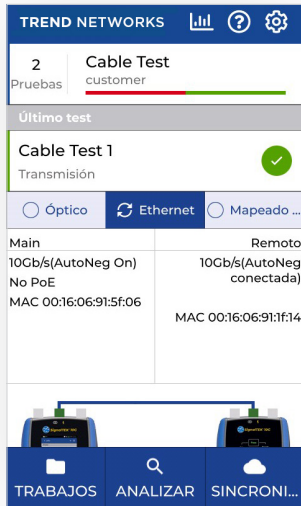 TREND NETWORKS
2
Pruebas
Cable Test
customer
Último test
Cable Test 1
Transmisión
Óptico
Ethernet
Mapeado ...
Main
10Gb/s(AutoNeg On)
No PoE
MAC 00:16:06:91:5f:06
Remoto
10Gb/s(AutoNeg
conectada)
MAC 00:16:06:91:1f:14
TRABAJOS
ANALIZAR
SINCRONI...